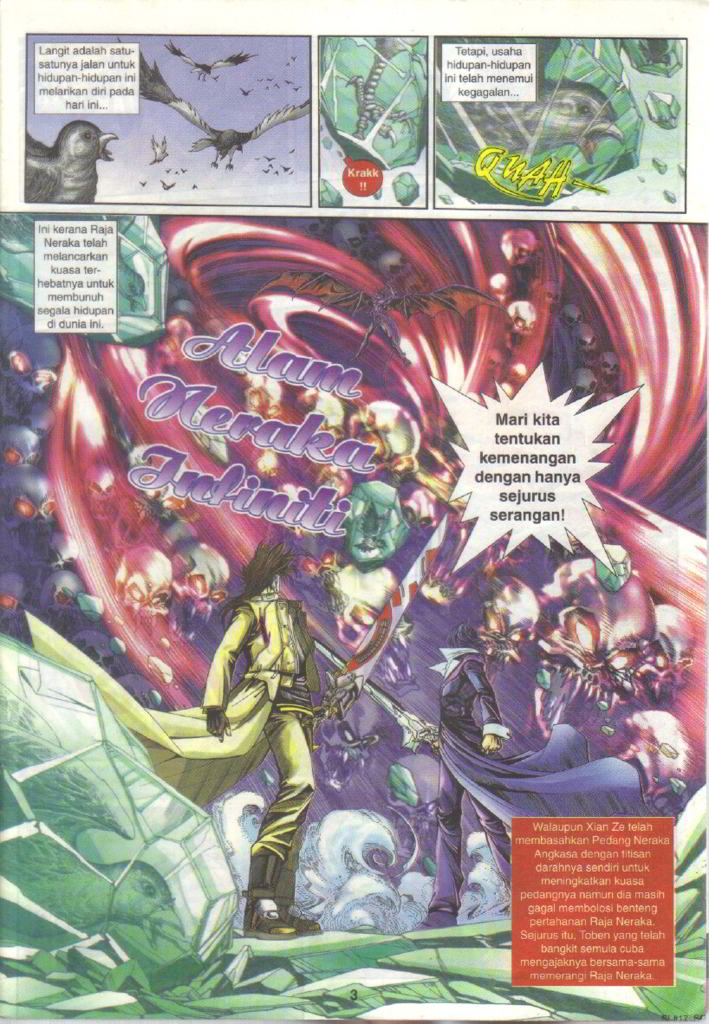 Langit adalah satu-
satunya jalan untuk
hidupan-hidupan ini
melarikan diri pada
hari ini...
Krakk
!!
Tetapi, usaha
hidupan-hidupan
ini telah menemui
kegagalan...
QUAH
Ini kerana Raja
Neraka telah
melancarkan
kuasa ter-
hebatnya untuk
membunuh
segala hidupan
di dunia ini.
Alam
Neraka
Infiniti
Mari kita
tentukan
kemenangan
dengan hanya
sejurus
serangan!
Walaupun Xian Ze telah
membasahkan Pedang Neraka
Angkasa dengan titisan
darahnya sendiri untuk
meningkatkan kuasa
pedangnya namun dia masih
gagal membolosi benteng
pertahanan Raja Neraka.
Sejurus itu, Toben yang telah
bangkit semula cuba
mengajaknya bersama-sama
memerangi Raja Neraka.
3